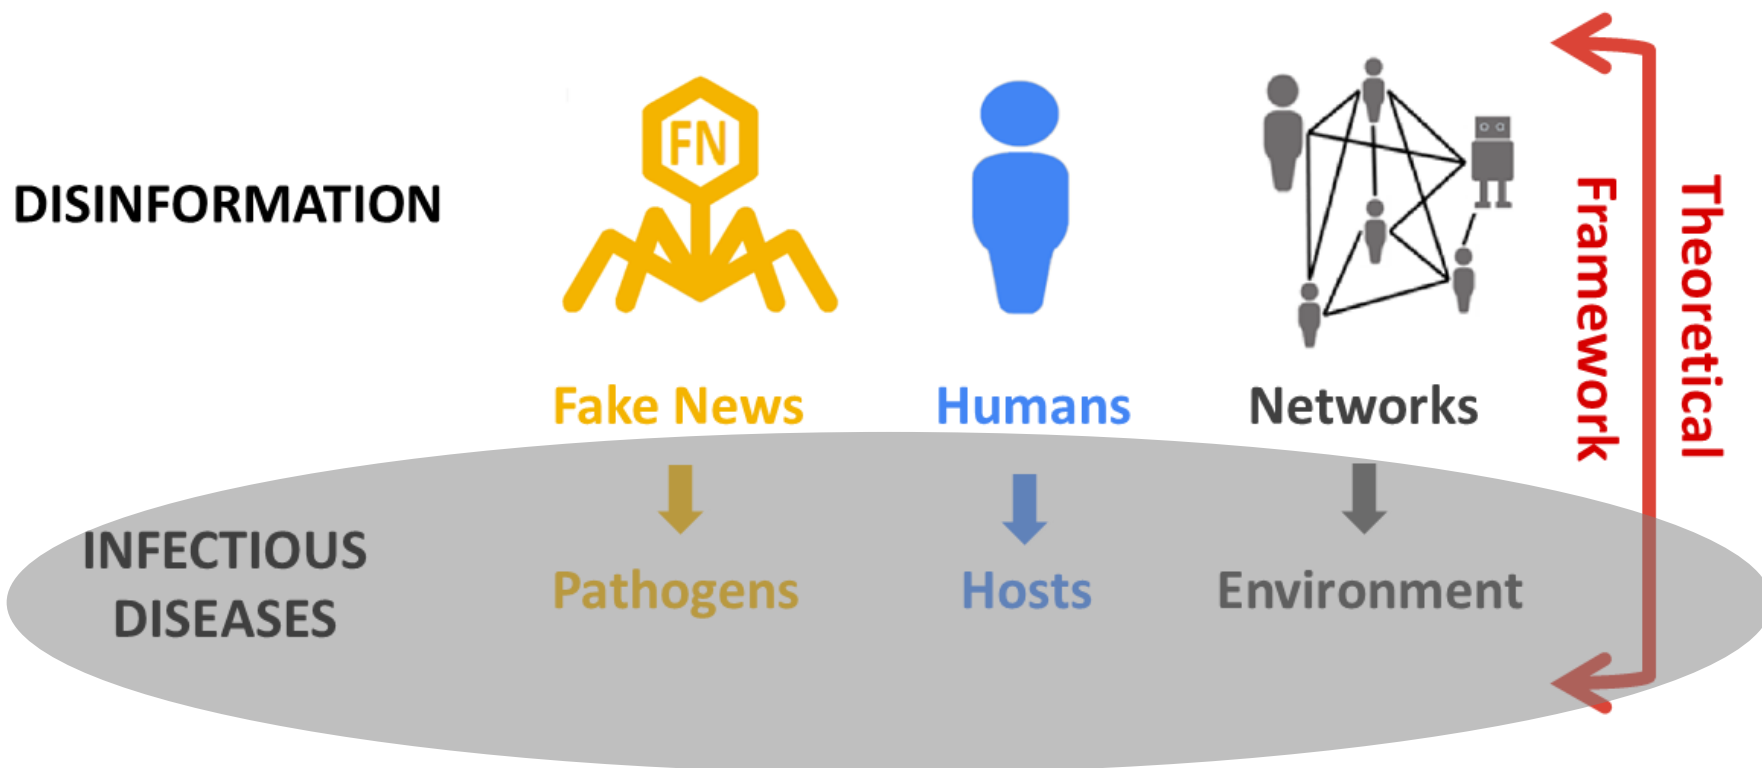 DISINFORMATION
FN
Fake News
Humans
Networks
Theoretical
Framework
INFECTIOUS
DISEASES
Pathogens
Hosts
Environment